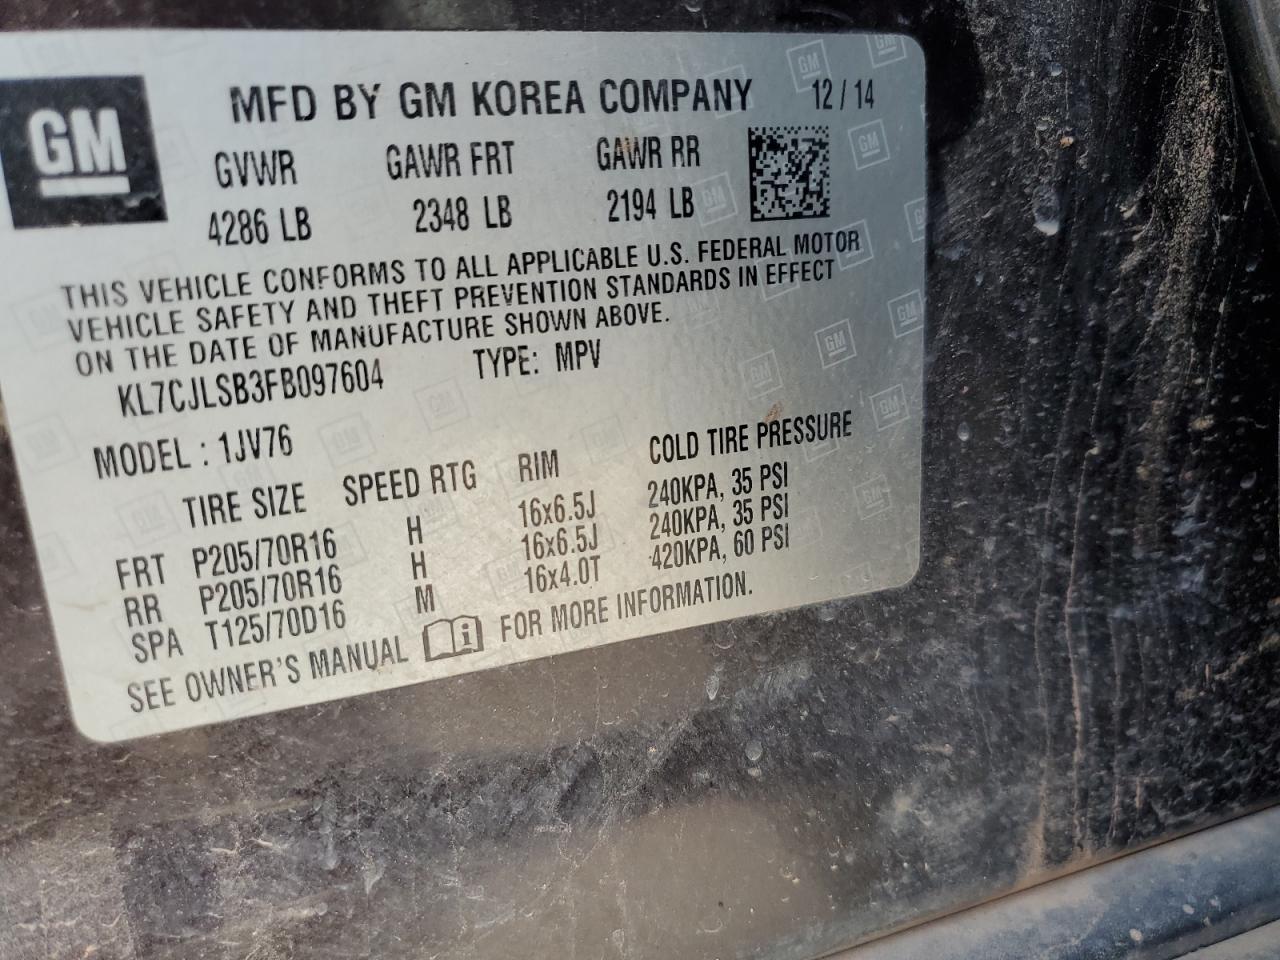 GM
MFD BY GM KOREA COMPANY 12/14
GVWR GAWR FRT GAWR RR
4286 LB 2348 LB 2194 LB
THIS VEHICLE CONFORMS TO ALL APPLICABLE U.S. FEDERAL MOTOR
VEHICLE SAFETY AND THEFT PREVENTION STANDARDS IN EFFECT
ON THE DATE OF MANUFACTURE SHOWN ABOVE.
KL7CJLSB3FB097604 TYPE: MPV
MODEL : 1JV76
TIRE SIZE SPEED RTG RIM COLD TIRE PRESSURE
FRT P205/70R16 H 16x6.5J 240KPA, 35 PSI
RR P205/70R16 H 16x6.5J 240KPA, 35 PSI
SPA T125/70D16 M 16x4.0T 420KPA, 60 PSI
SEE OWNER'S MANUAL FOR MORE INFORMATION.